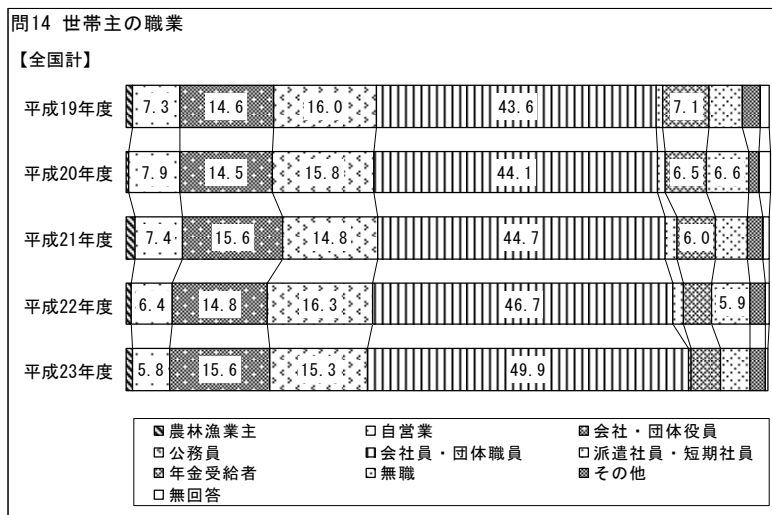 問14 世帯主の職業
【全国計】
平成19年度 7.3 14.6 16.0 43.6 7.1
平成20年度 7.9 14.5 15.8 44.1 6.5 6.6
平成21年度 7.4 15.6 14.8 44.7 6.0
平成22年度 6.4 14.8 16.3 46.7 5.9
平成23年度 5.8 15.6 15.3 49.9
農林漁業主 自営業 会社・団体役員
公務員 会社員・団体職員 派遣社員・短期社員
年金受給者 無職 その他
無回答